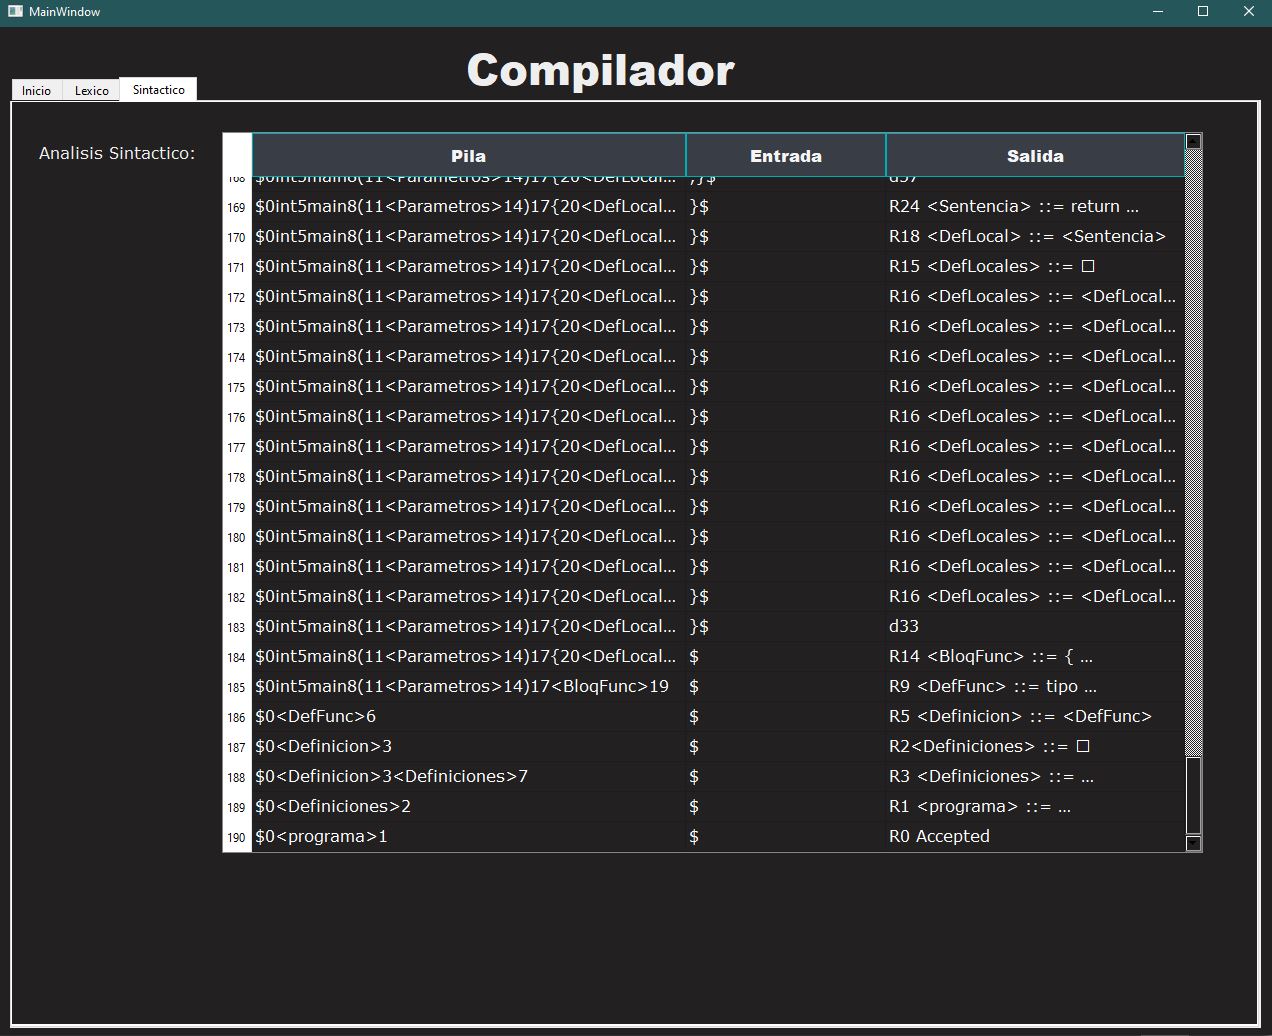 MainWindow
Compilador
Inicio Lexico Sintactico
Analisis Sintactico:
Pila Entrada Salida
168 $0int5main8(11<Parametros>14)17{20<DefLocal... ;}$ d57
169 $0int5main8(11<Parametros>14)17{20<DefLocal... }$ R24 <Sentencia> ::= return ...
170 $0int5main8(11<Parametros>14)17{20<DefLocal... }$ R18 <DefLocal> ::= <Sentencia>
171 $0int5main8(11<Parametros>14)17{20<DefLocal... }$ R15 <DefLocales> ::= □
172 $0int5main8(11<Parametros>14)17{20<DefLocal... }$ R16 <DefLocales> ::= <DefLocal...
173 $0int5main8(11<Parametros>14)17{20<DefLocal... }$ R16 <DefLocales> ::= <DefLocal...
174 $0int5main8(11<Parametros>14)17{20<DefLocal... }$ R16 <DefLocales> ::= <DefLocal...
175 $0int5main8(11<Parametros>14)17{20<DefLocal... }$ R16 <DefLocales> ::= <DefLocal...
176 $0int5main8(11<Parametros>14)17{20<DefLocal... }$ R16 <DefLocales> ::= <DefLocal...
177 $0int5main8(11<Parametros>14)17{20<DefLocal... }$ R16 <DefLocales> ::= <DefLocal...
178 $0int5main8(11<Parametros>14)17{20<DefLocal... }$ R16 <DefLocales> ::= <DefLocal...
179 $0int5main8(11<Parametros>14)17{20<DefLocal... }$ R16 <DefLocales> ::= <DefLocal...
180 $0int5main8(11<Parametros>14)17{20<DefLocal... }$ R16 <DefLocales> ::= <DefLocal...
181 $0int5main8(11<Parametros>14)17{20<DefLocal... }$ R16 <DefLocales> ::= <DefLocal...
182 $0int5main8(11<Parametros>14)17{20<DefLocal... }$ R16 <DefLocales> ::= <DefLocal...
183 $0int5main8(11<Parametros>14)17{20<DefLocal... }$ d33
184 $0int5main8(11<Parametros>14)17{20<DefLocal... $ R14 <BloqFunc> ::= { ...
185 $0int5main8(11<Parametros>14)17<BloqFunc>19 $ R9 <DefFunc> ::= tipo ...
186 $0<DefFunc>6 $ R5 <Definicion> ::= <DefFunc>
187 $0<Definicion>3 $ R2<Definiciones> ::= □
188 $0<Definicion>3<Definiciones>7 $ R3 <Definiciones> ::= ...
189 $0<Definiciones>2 $ R1 <programa> ::= ...
190 $0<programa>1 $ R0 Accepted